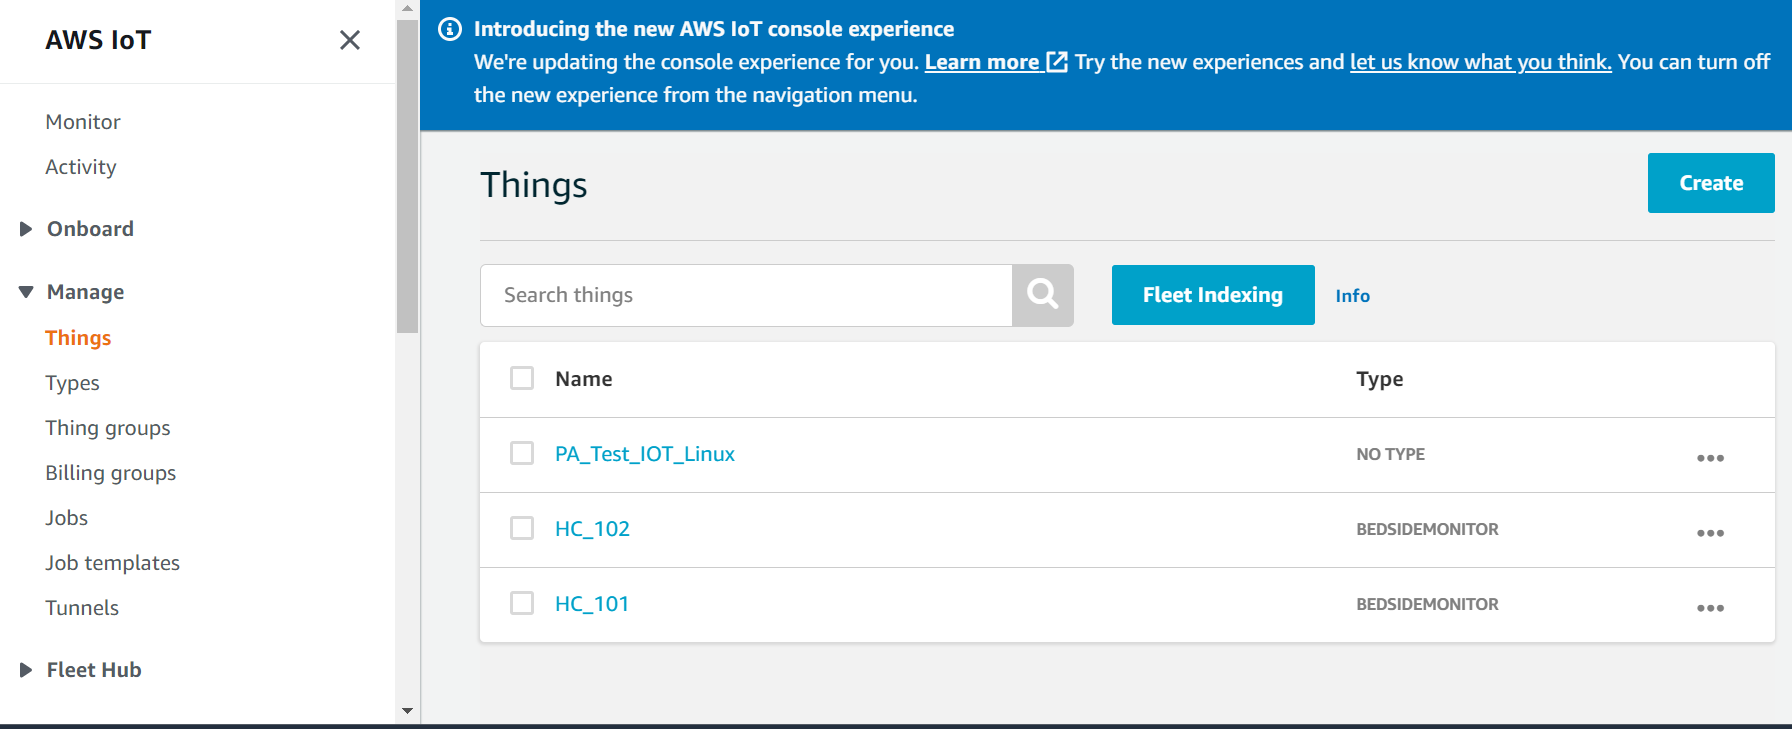 AWS IoT
Monitor
Activity
Onboard
Manage
Things
Types
Thing groups
Billing groups
Jobs
Job templates
Tunnels
Fleet Hub
Introducing the new AWS IoT console experience
We're updating the console experience for you. Learn more Try the new experiences and let us know what you think. You can turn off
the new experience from the navigation menu.
Things
Create
Search things
Fleet Indexing
Info
Name Type
PA_Test_IOT_Linux NO TYPE
HC_102 BEDSIDEMONITOR
HC_101 BEDSIDEMONITOR